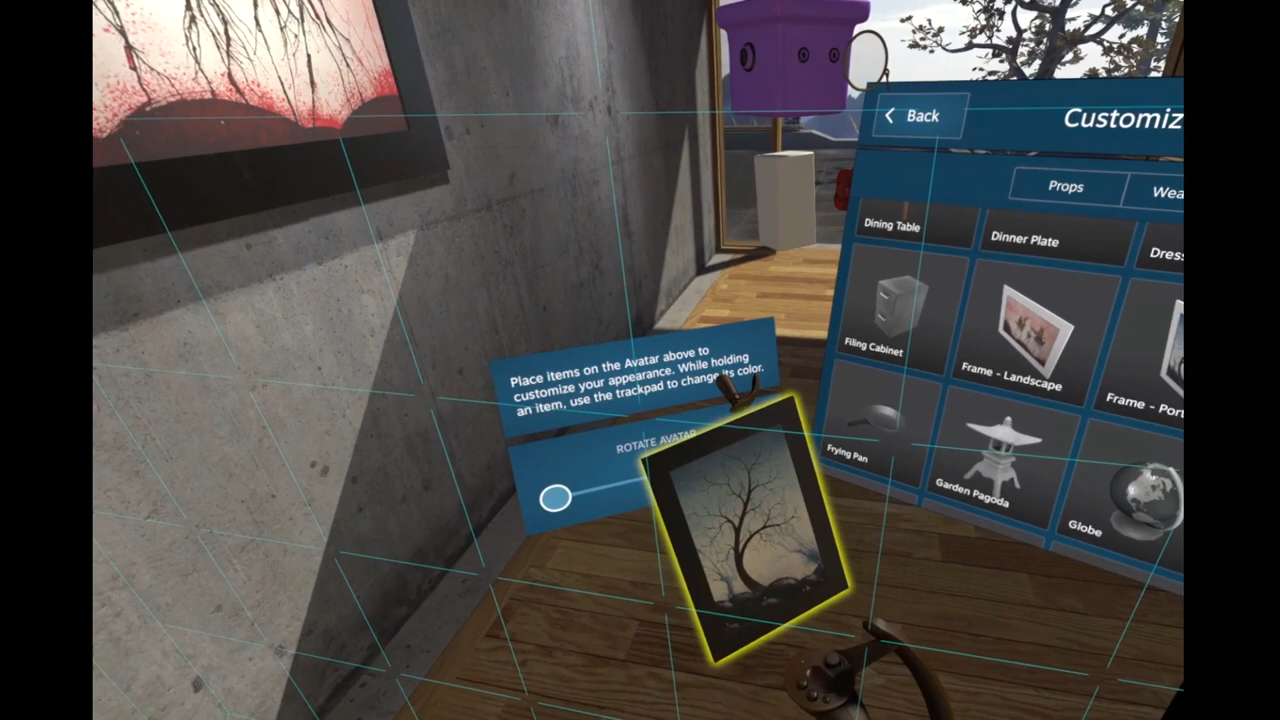 Back
Customiz
Props
Wea
Dining Table
Dinner Plate
Dress
Filing Cabinet
Frame - Landscape
Frame - Port
Frying Pan
Garden Pagoda
Globe
Place items on the Avatar above to
customize your appearance. While holding
an item, use the trackpad to change its color.
ROTATE AVATAR